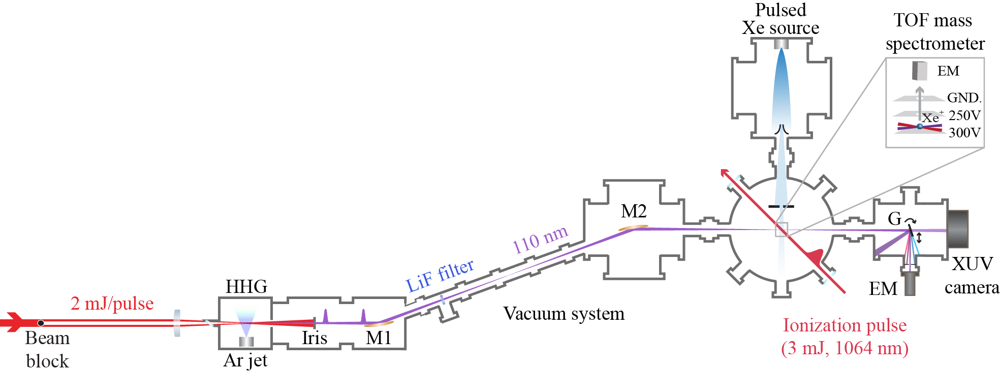 Pulsed
Xe source
TOF mass
spectrometer
EM
GND.
Xe+ 250V
300V
M2
G
110 nm
LiF filter
XUV
camera
EM
HHG
2 mJ/pulse
Vacuum system
Ionization pulse
(3 mJ, 1064 nm)
Beam
block
Iris
M1
Ar jet